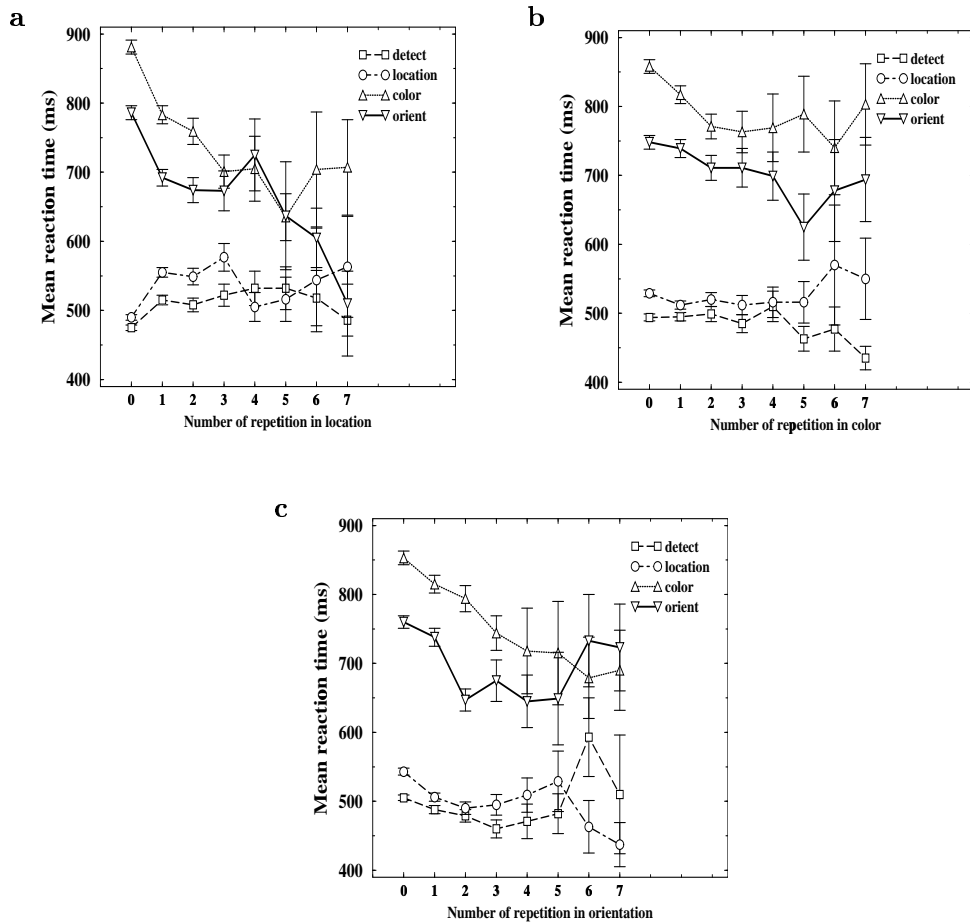 a
900
800
700
600
500
400
Mean reaction time (ms)
detect
location
color
orient
0 1 2 3 4 5 6 7
Number of repetition in location
b
900
800
700
600
500
400
Mean reaction time (ms)
detect
location
color
orient
0 1 2 3 4 5 6 7
Number of repetition in color
c
900
800
700
600
500
400
Mean reaction time (ms)
detect
location
color
orient
0 1 2 3 4 5 6 7
Number of repetition in orientation